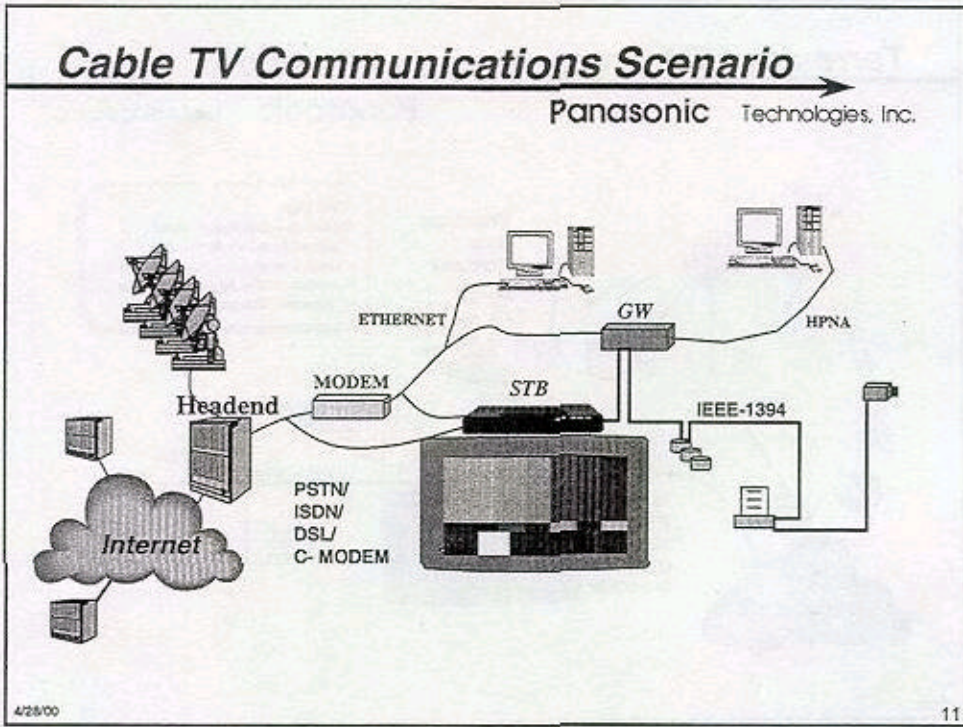 Cable TV Communications Scenario
Panasonic Technologies, Inc.
ETHERNET
GW
HPNA
MODEM
STB
Headend
IEEE-1394
PSTN/
ISDN/
DSL/
C- MODEM
Internet
4/28/00
11